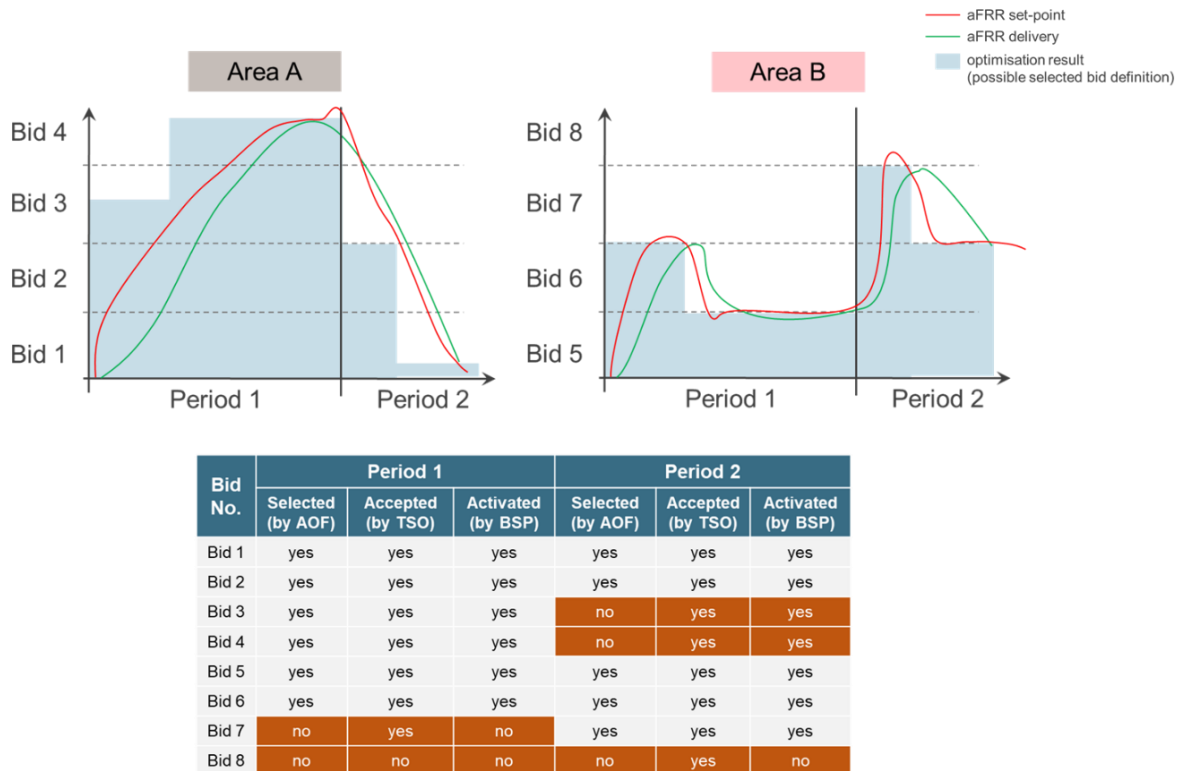 aFRR set-point
aFRR delivery
optimisation result
(possible selected bid definition)
Area A
Area B
Bid 4
Bid 3
Bid 2
Bid 1
Period 1
Period 2
Bid 8
Bid 7
Bid 6
Bid 5
Period 1
Period 2
Bid No. Period 1 Period 2
Selected (by AOF) Accepted (by TSO) Activated (by BSP) Selected (by AOF) Accepted (by TSO) Activated (by BSP)
Bid 1 yes yes yes yes yes yes
Bid 2 yes yes yes yes yes yes
Bid 3 yes yes yes no yes yes
Bid 4 yes yes yes no yes yes
Bid 5 yes yes yes yes yes yes
Bid 6 yes yes yes yes yes yes
Bid 7 no yes no yes yes yes
Bid 8 no no no no yes no